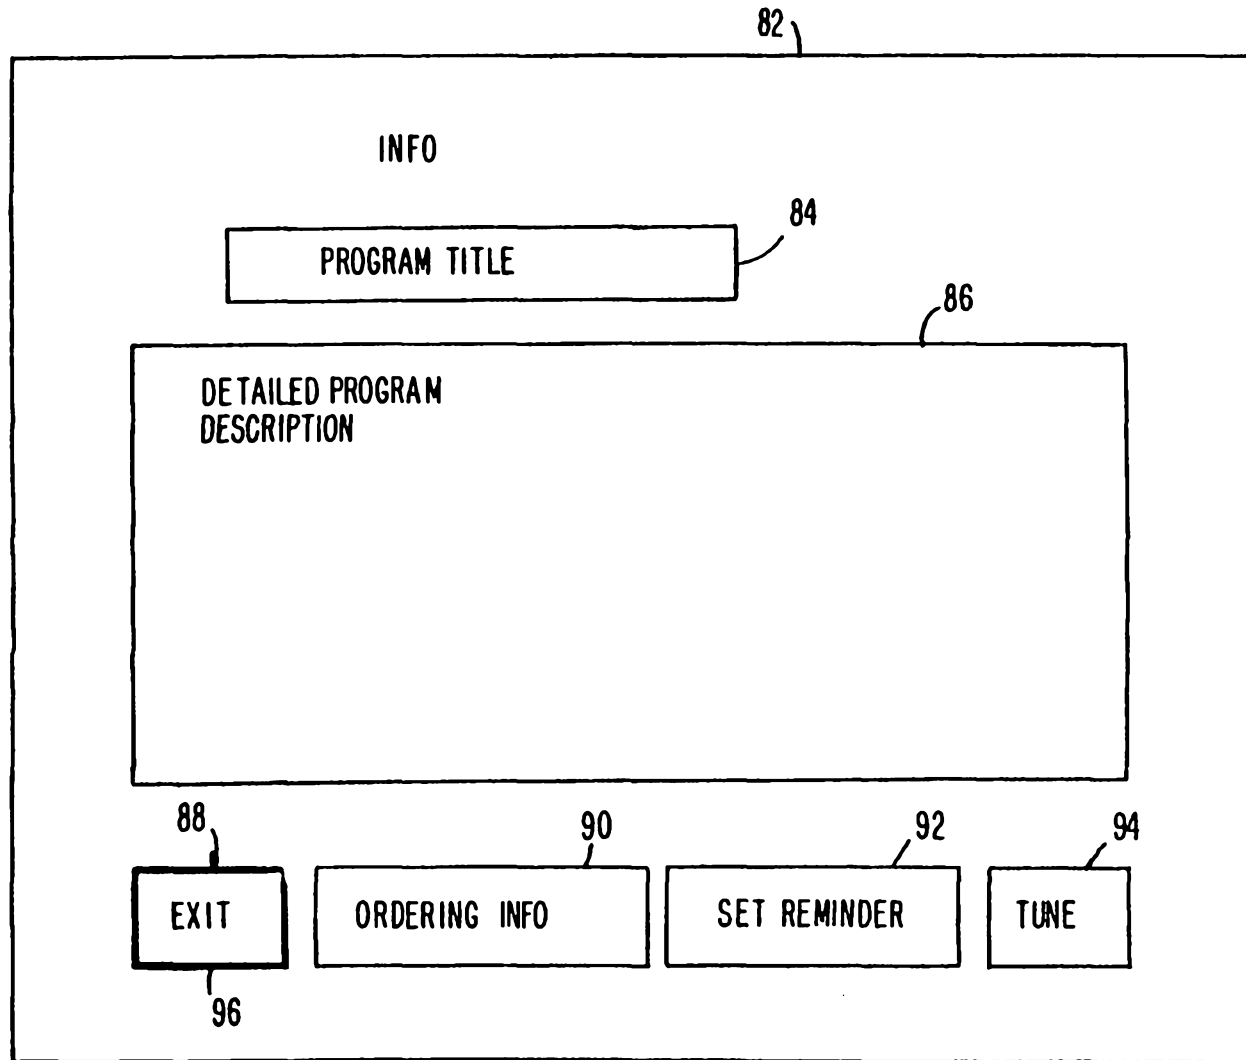 82
INFO
84
PROGRAM TITLE
86
DETAILED PROGRAM
DESCRIPTION
88
90
92
94
EXIT
ORDERING INFO
SET REMINDER
TUNE
96